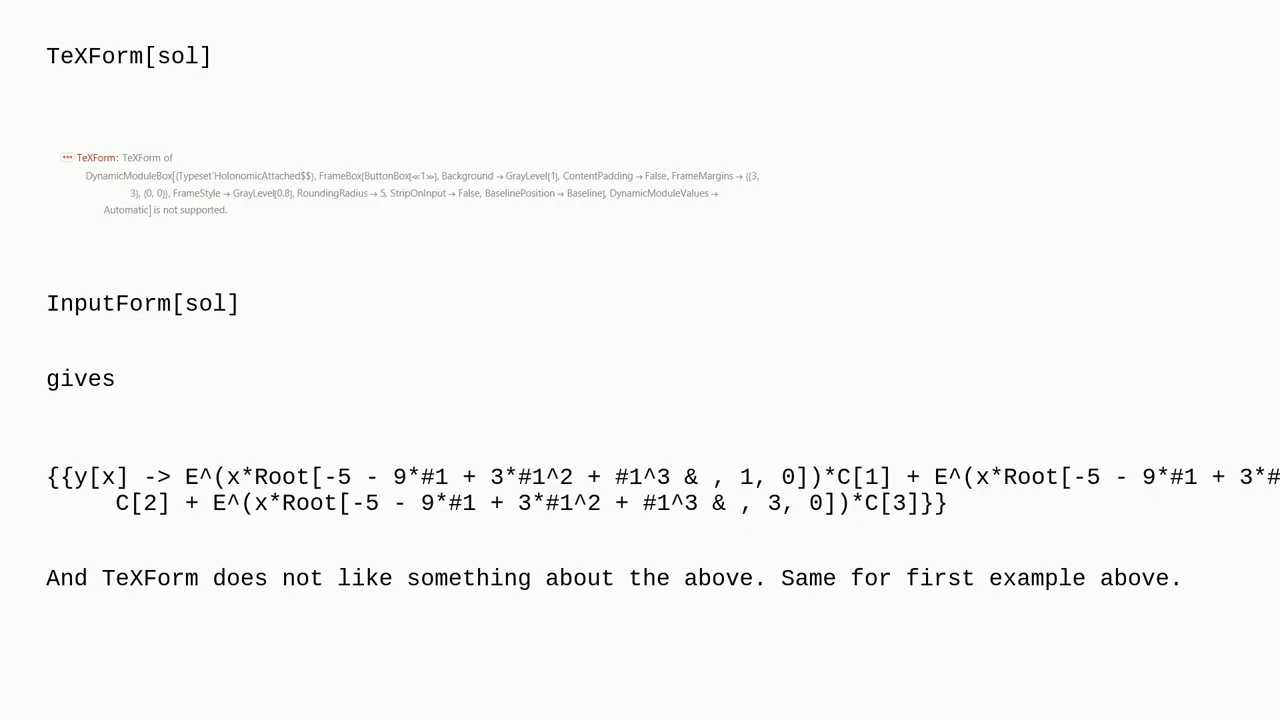 TeXForm[sol]
TeXForm: TeXForm of
DynamicModuleBox[{Typeset`HolonomicAttached$$}, FrameBox[ButtonBox[≪1≫], Background → GrayLevel[1], ContentPadding → False, FrameMargins → {{3,
3}, {0, 0}}, FrameStyle → GrayLevel[0.8], RoundingRadius → 5, StripOnInput → False, BaselinePosition → Baseline], DynamicModuleValues →
Automatic] is not supported.
InputForm[sol]
gives
{{y[x] -> E^(x*Root[-5 - 9*#1 + 3*#1^2 + #1^3 & , 1, 0])*C[1] + E^(x*Root[-5 - 9*#1 + 3*#
C[2] + E^(x*Root[-5 - 9*#1 + 3*#1^2 + #1^3 & , 3, 0])*C[3]}}
And TeXForm does not like something about the above. Same for first example above.